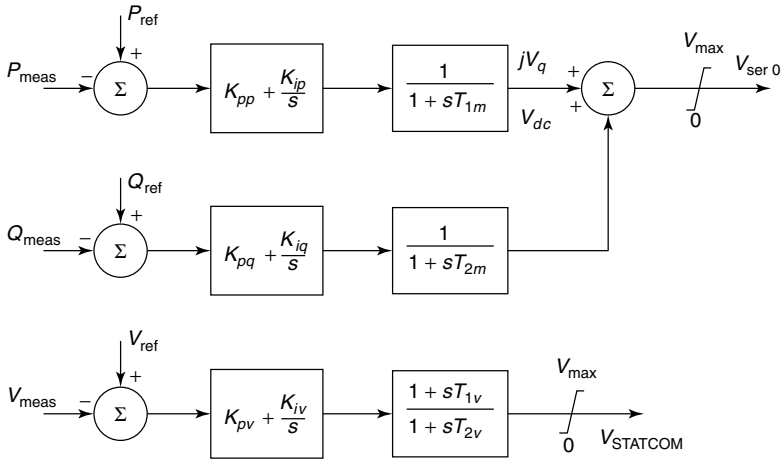 P_ref
P_meas − + Σ K_pp + K_ip/s 1/(1 + sT_1m) jV_q V_dc + + Σ V_max 0 V_ser 0
Q_ref
Q_meas − + Σ K_pq + K_iq/s 1/(1 + sT_2m)
V_ref
V_meas − + Σ K_pv + K_iv/s (1 + sT_1v)/(1 + sT_2v) V_max 0 V_STATCOM